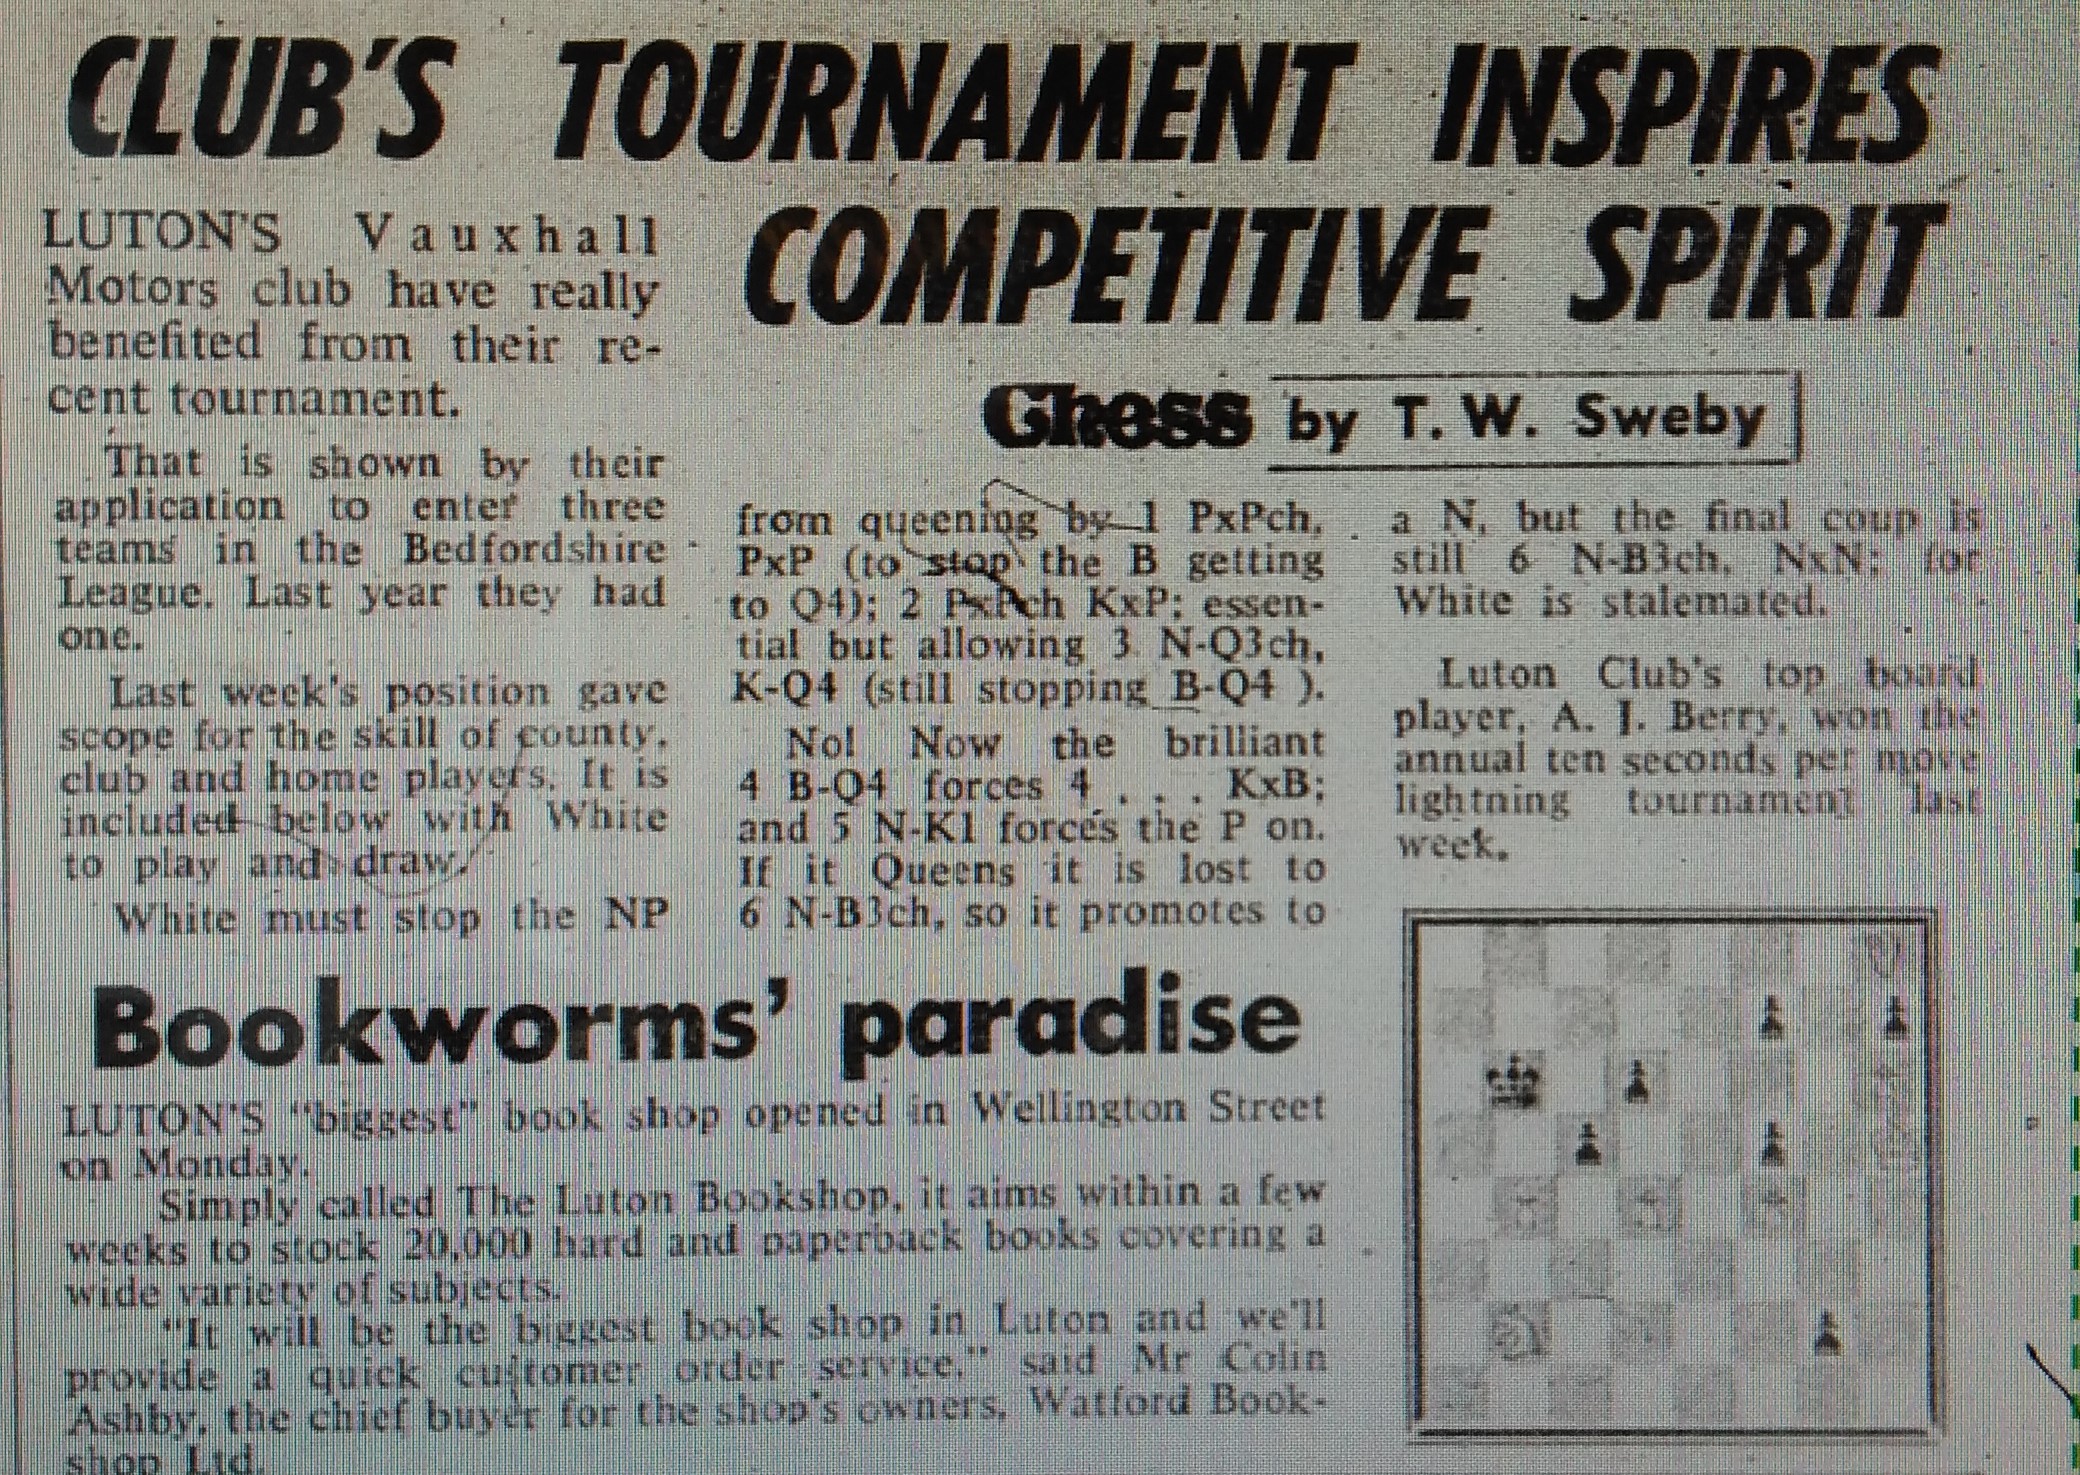 CLUB'S TOURNAMENT INSPIRES
COMPETITIVE SPIRIT
Chess by T. W. Sweby
LUTON'S Vauxhall
Motors club have really
benefited from their re-
cent tournament.
That is shown by their
application to enter three
teams in the Bedfordshire
League. Last year they had
one.
Last week's position gave
scope for the skill of county,
club and home players. It is
included below with White
to play and draw.
White must stop the NP
from queening by 1 PxPch,
PxP (to stop the B getting
to Q4); 2 PxPch KxP; essen-
tial but allowing 3 N-Q3ch,
K-Q4 (still stopping B-Q4 ).
No! Now the brilliant
4 B-Q4 forces 4 . . . KxB;
and 5 N-K1 forces the P on.
If it Queens it is lost to
6 N-B3ch, so it promotes to
a N, but the final coup is
still 6 N-B3ch, NxN; for
White is stalemated.
Luton Club's top board
player, A. J. Berry, won the
annual ten seconds per move
lightning tournament last
week.
Bookworms' paradise
LUTON'S "biggest" book shop opened in Wellington Street
on Monday.
Simply called The Luton Bookshop, it aims within a few
weeks to stock 20,000 hard and paperback books covering a
wide variety of subjects.
"It will be the biggest book shop in Luton and we'll
provide a quick customer order service," said Mr Colin
Ashby, the chief buyer for the shop's owners, Watford Book-
shop Ltd.